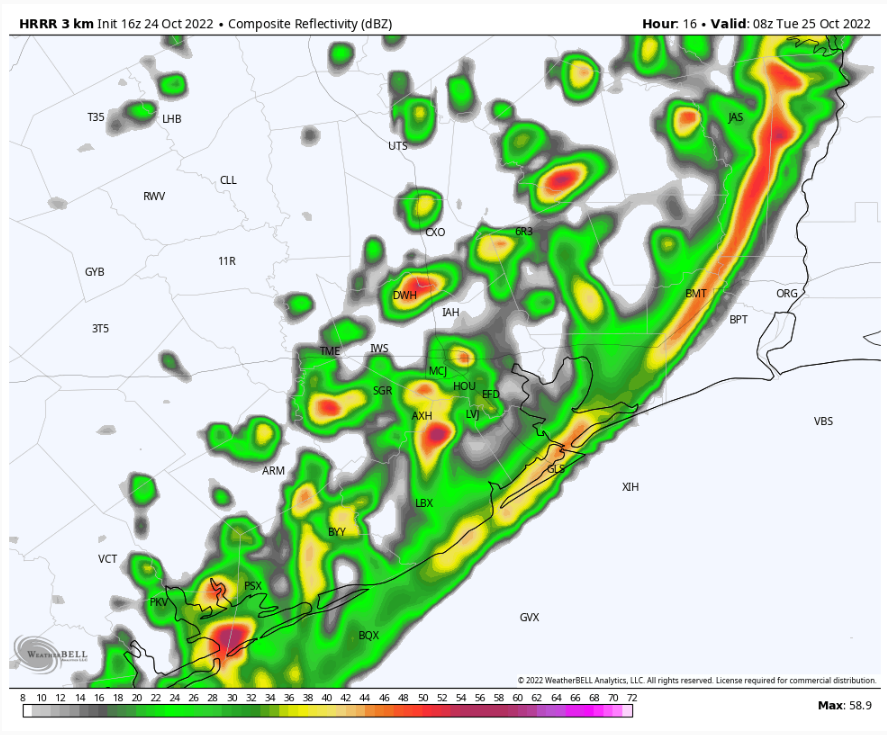 HRRR 3 km Init 16z 24 Oct 2022 • Composite Reflectivity (dBZ)
Hour: 16 • Valid: 08z Tue 25 Oct 2022
T35
LHB
JAS
UTS
CLL
RWV
CXO
6R3
11R
GYB
DWH
BMT
ORG
IAH
BPT
3T5
TME
IWS
MCJ
SGR
HOU
EFD
AXH
LVJ
VBS
ARM
GLS
XIH
LBX
BYY
VCT
PSX
PKV
GVX
BQX
WEATHERBELL
© 2022 WeatherBELL Analytics, LLC. All rights reserved. License required for commercial distribution.
8 10 12 14 16 18 20 22 24 26 28 30 32 34 36 38 40 42 44 46 48 50 52 54 56 58 60 62 64 66 68 70 72
Max: 58.9